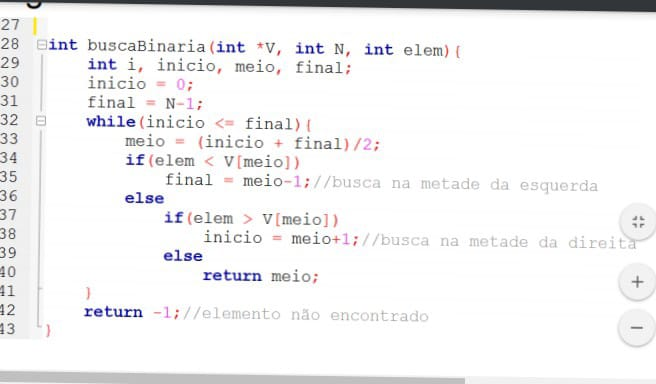 27
28 int buscaBinaria(int *V, int N, int elem){
29 int i, inicio, meio, final;
30 inicio = 0;
31 final = N-1;
32 while(inicio <= final){
33 meio = (inicio + final)/2;
34 if(elem < V[meio])
35 final = meio-1;//busca na metade da esquerda
36 else
37 if(elem > V[meio])
38 inicio = meio+1;//busca na metade da direita
39 else
40 return meio;
41 }
42 return -1;//elemento não encontrado
43 }